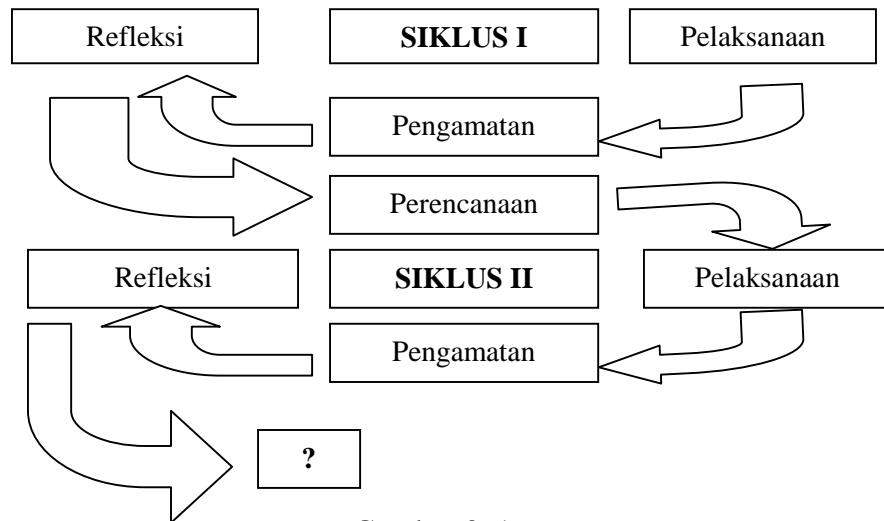 Refleksi
SIKLUS I
Pelaksanaan
Pengamatan
Perencanaan
Refleksi
SIKLUS II
Pelaksanaan
Pengamatan
?